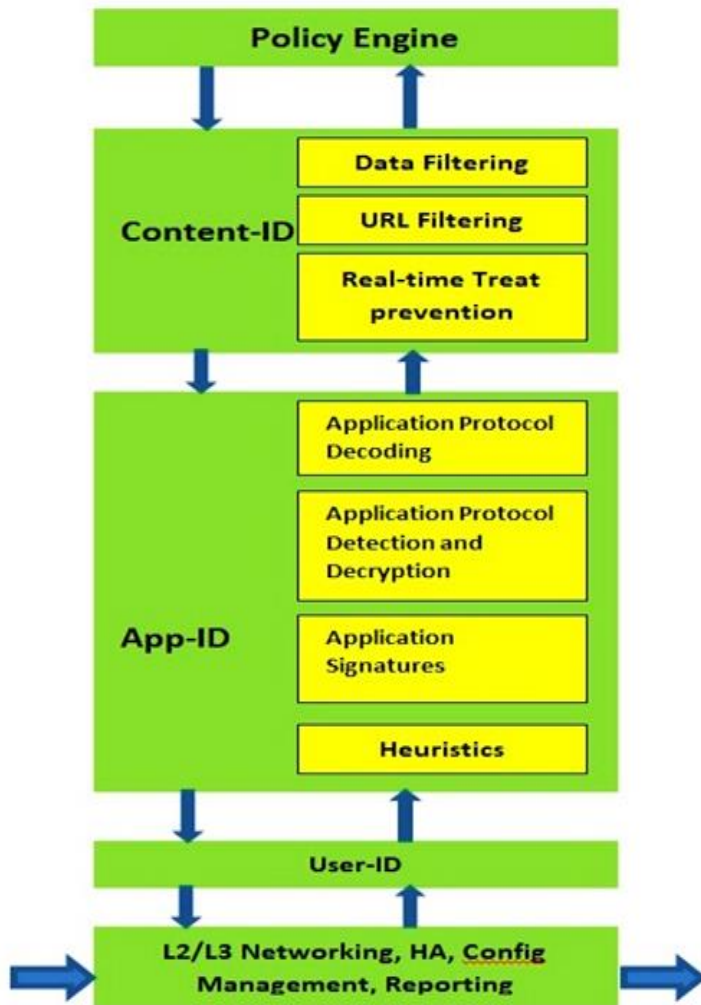 Policy Engine
Content-ID
Data Filtering
URL Filtering
Real-time Treat
prevention
App-ID
Application Protocol
Decoding
Application Protocol
Detection and
Decryption
Application
Signatures
Heuristics
User-ID
L2/L3 Networking, HA, Config
Management, Reporting